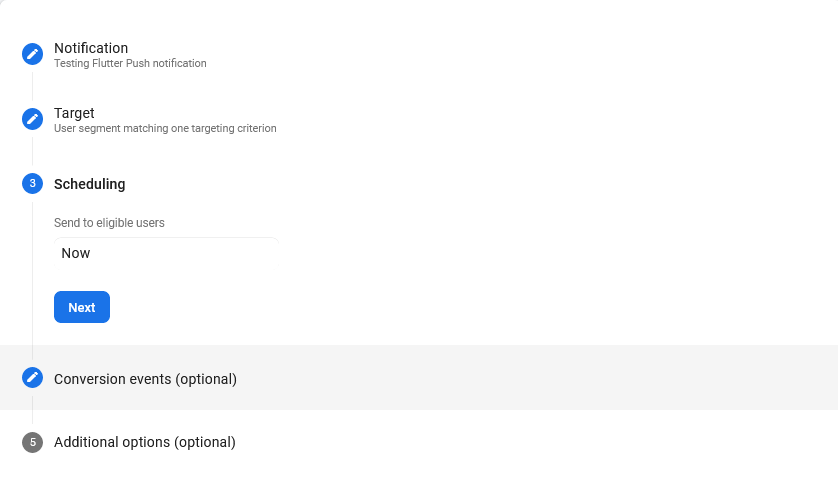 Notification
Testing Flutter Push notification
Target
User segment matching one targeting criterion
3
Scheduling
Send to eligible users
Now
Next
Conversion events (optional)
5
Additional options (optional)